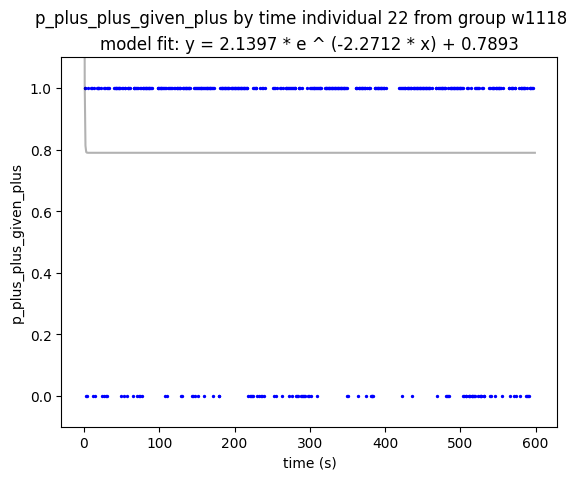 p_plus_plus_given_plus by time individual 22 from group w1118
model fit: y = 2.1397 * e ^ (-2.2712 * x) + 0.7893
1.0
0.8
0.6
0.4
0.2
0.0
p_plus_plus_given_plus
0 100 200 300 400 500 600
time (s)